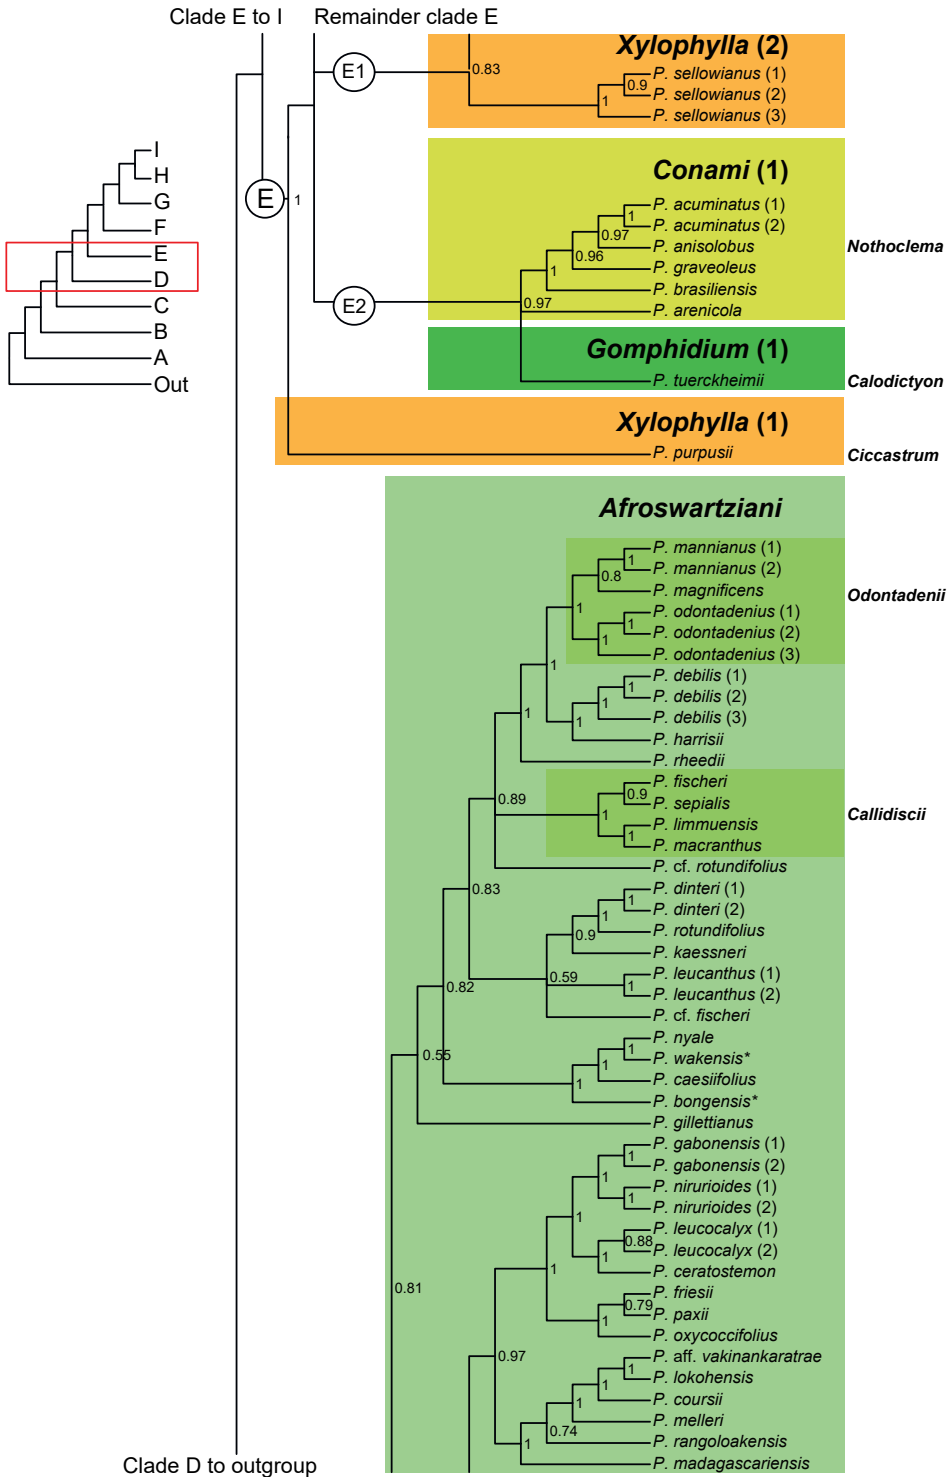 Clade E to I
Remainder clade E
E1
0.83
Xylophylla (2)
P. sellowianus (1)
0.9
P. sellowianus (2)
1
P. sellowianus (3)
I
H
G
F
E
D
C
B
A
Out
E
1
Conami (1)
P. acuminatus (1)
1
P. acuminatus (2)
0.97
P. anisolobus
Nothoclema
0.96
P. graveoleus
1
P. brasiliensis
E2
0.97
P. arenicola
Gomphidium (1)
P. tuerckheimii
Calodictyon
Xylophylla (1)
P. purpusii
Ciccastrum
Afroswartziani
P. mannianus (1)
1
P. mannianus (2)
0.8
P. magnificens
Odontadenii
1
P. odontadenius (1)
1
P. odontadenius (2)
1
P. odontadenius (3)
1
P. debilis (1)
1
P. debilis (2)
1
P. debilis (3)
1
P. harrisii
1
P. rheedii
P. fischeri
0.9
P. sepialis
0.89
1
Callidiscii
P. limmuensis
1
P. macranthus
P. cf. rotundifolius
0.83
P. dinteri (1)
1
P. dinteri (2)
1
P. rotundifolius
0.9
P. kaessneri
P. leucanthus (1)
0.59
1
P. leucanthus (2)
0.82
P. cf. fischeri
P. nyale
1
P. wakensis*
0.55
1
P. caesiifolius
1
P. bongensis*
P. gillettianus
P. gabonensis (1)
1
P. gabonensis (2)
1
P. nirurioides (1)
1
P. nirurioides (2)
1
P. leucocalyx (1)
0.88
P. leucocalyx (2)
1
P. ceratostemon
1
0.81
P. friesii
0.79
P. paxii
1
P. oxycoccifolius
0.97
P. aff. vakinankaratrae
1
P. lokohensis
1
P. coursii
1
P. melleri
0.74
P. rangoloakensis
1
P. madagascariensis
Clade D to outgroup